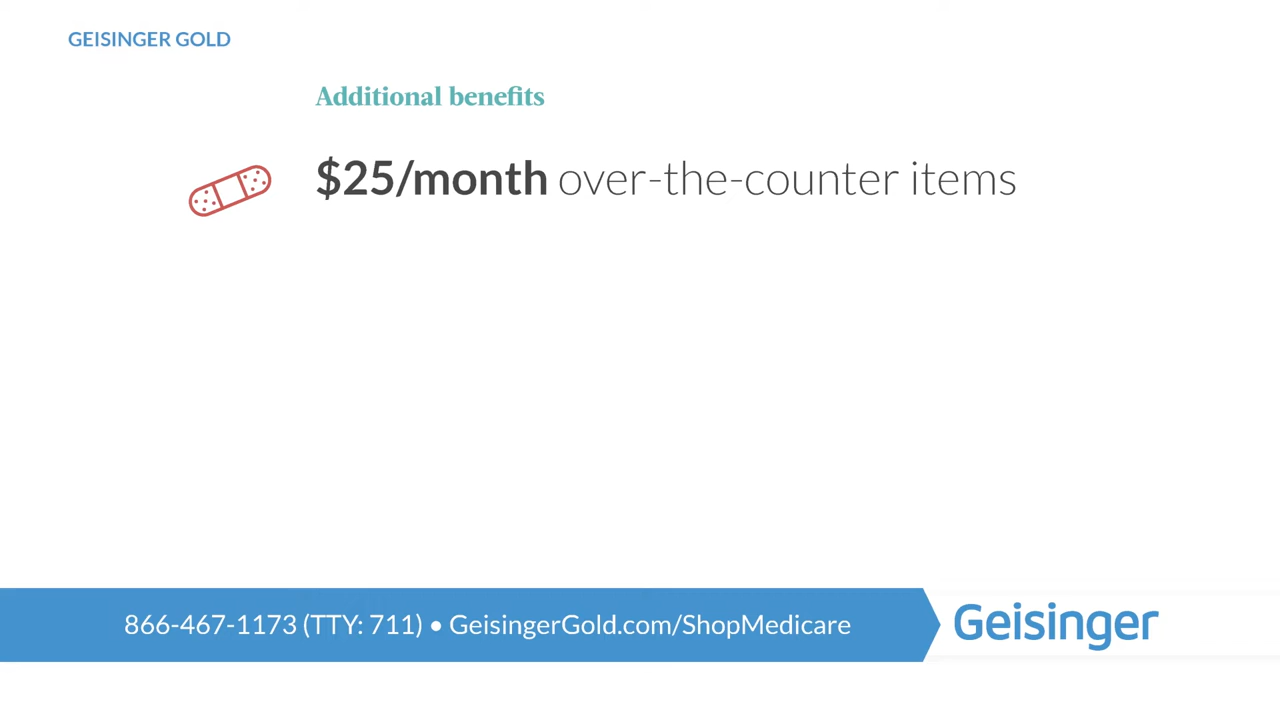 GEISINGER GOLD
Additional benefits
$25/month over-the-counter items
866-467-1173 (TTY: 711) • GeisingerGold.com/ShopMedicare
Geisinger